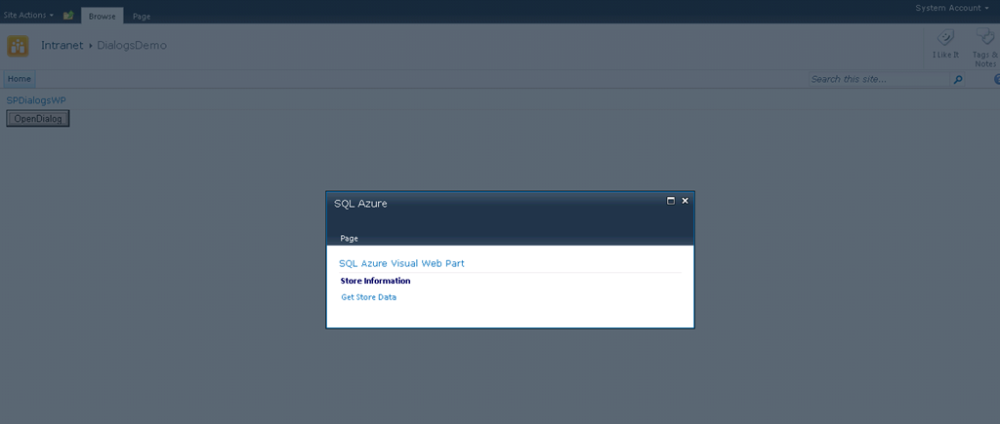 Site Actions
Browse
Page
System Account
Intranet ▸ DialogsDemo
I Like It
Tags &
Notes
Home
Search this site...
SPDialogsWP
OpenDialog
SQL Azure
Page
SQL Azure Visual Web Part
Store Information
Get Store Data